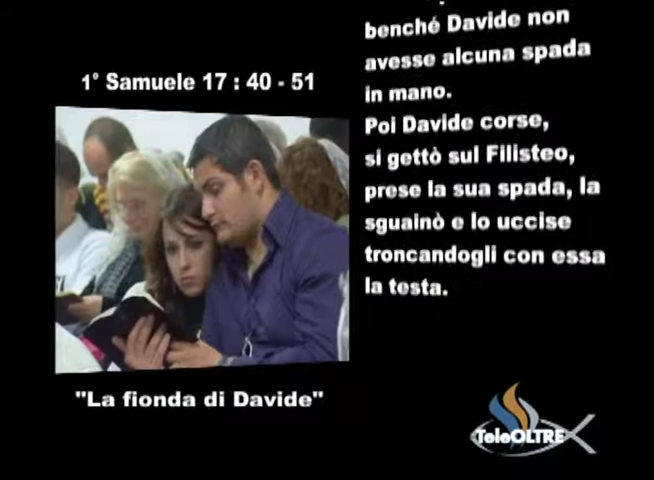 benché Davide non
avesse alcuna spada
in mano.
Poi Davide corse,
si gettò sul Filisteo,
prese la sua spada, la
sguainò e lo uccise
troncandogli con essa
la testa.
1° Samuele 17 : 40 - 51
"La fionda di Davide"
TeleOLTRE